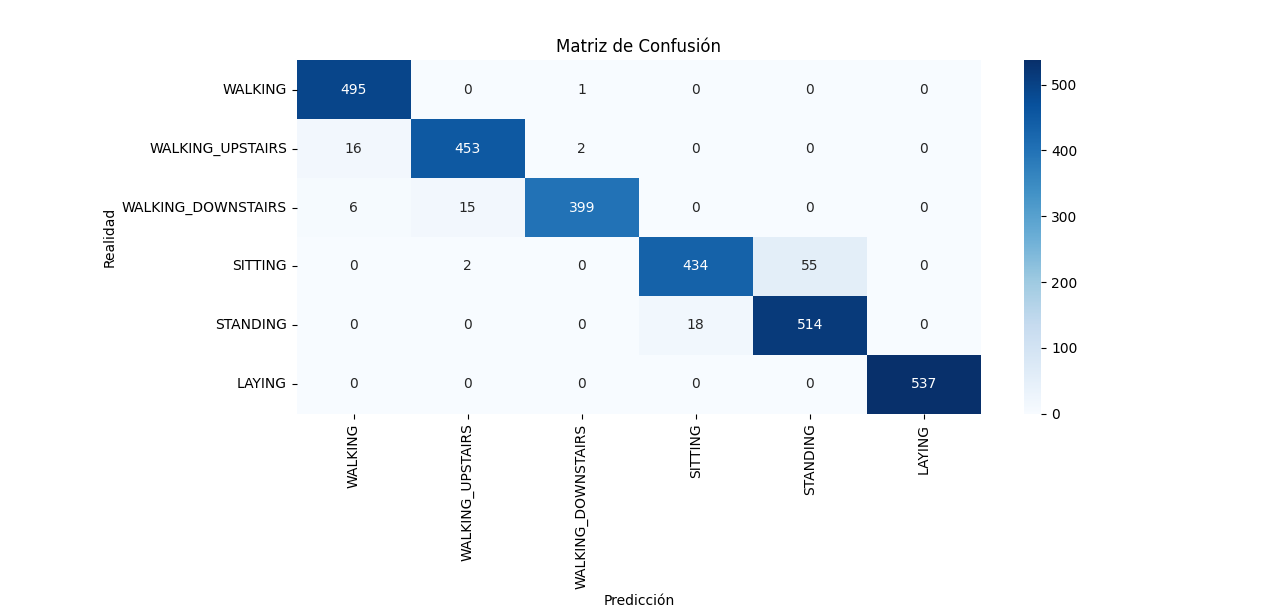 Matriz de Confusión
Realidad
WALKING 495 0 1 0 0 0
WALKING_UPSTAIRS 16 453 2 0 0 0
WALKING_DOWNSTAIRS 6 15 399 0 0 0
SITTING 0 2 0 434 55 0
STANDING 0 0 0 18 514 0
LAYING 0 0 0 0 0 537
WALKING
WALKING_UPSTAIRS
WALKING_DOWNSTAIRS
SITTING
STANDING
LAYING
Predicción
500
400
300
200
100
0